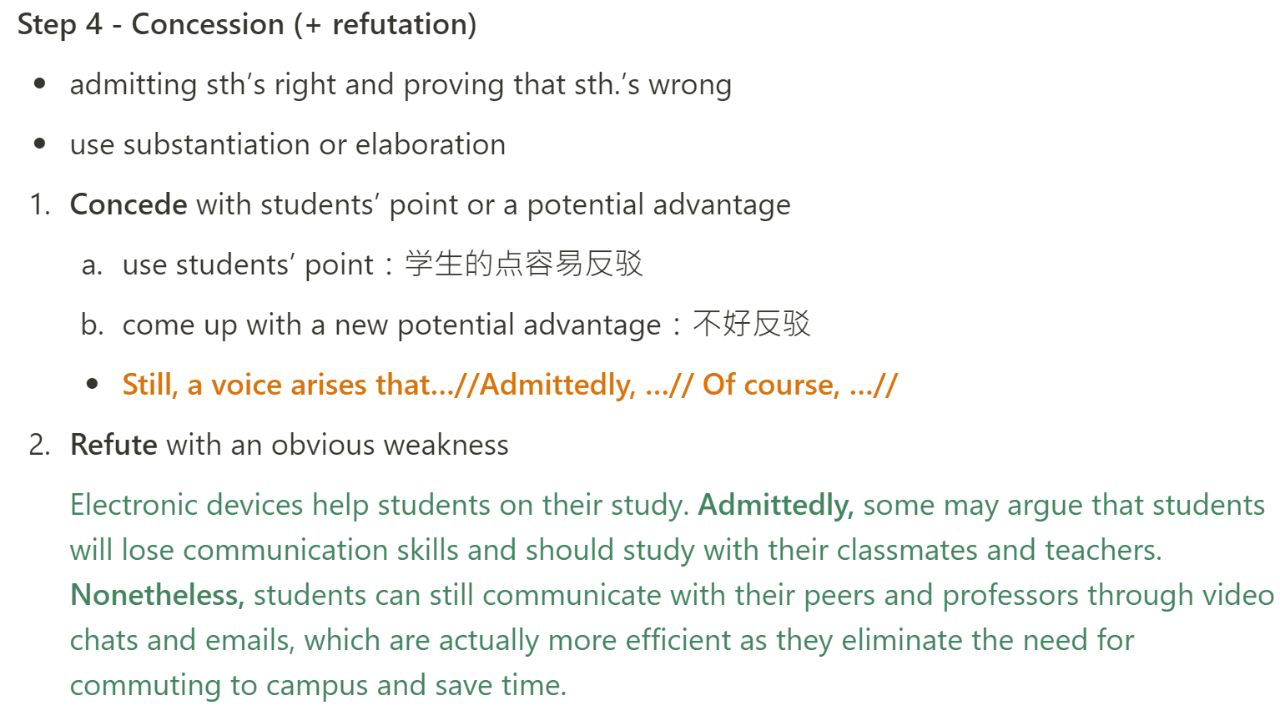 Step 4 - Concession (+ refutation)
• admitting sth’s right and proving that sth.’s wrong
• use substantiation or elaboration
1. Concede with students’ point or a potential advantage
a. use students’ point：学生的点容易反驳
b. come up with a new potential advantage：不好反驳
• Still, a voice arises that…//Admittedly, …// Of course, …//
2. Refute with an obvious weakness
Electronic devices help students on their study. Admittedly, some may argue that students
will lose communication skills and should study with their classmates and teachers.
Nonetheless, students can still communicate with their peers and professors through video
chats and emails, which are actually more efficient as they eliminate the need for
commuting to campus and save time.